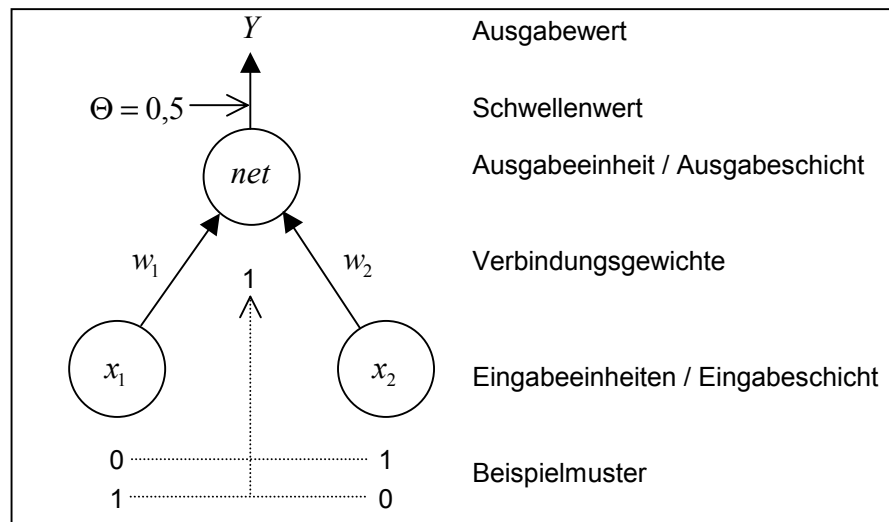 Y Ausgabewert
Θ = 0,5 Schwellenwert
net Ausgabeeinheit / Ausgabeschicht
w₁ w₂ Verbindungsgewichte
1
x₁ x₂ Eingabeeinheiten / Eingabeschicht
0 1
Beispielmuster
1 0